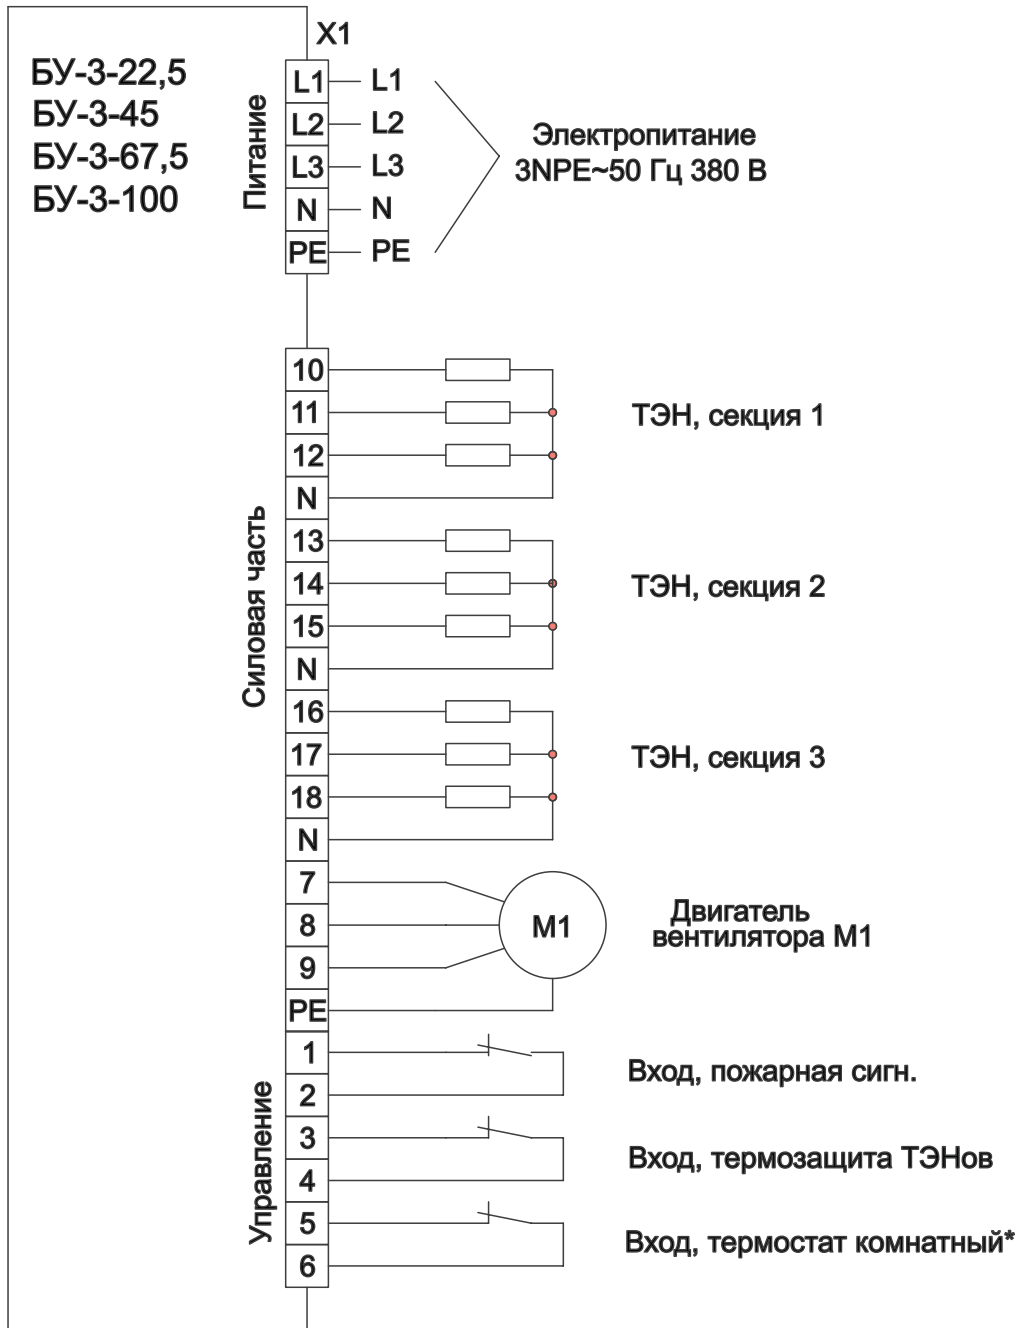 X1
БУ-3-22,5
БУ-3-45
БУ-3-67,5
БУ-3-100
Питание
L1 L1
L2 L2
L3 L3
N N
PE PE
Электропитание
3NPE~50 Гц 380 В
Силовая часть
10
11
12
N
ТЭН, секция 1
13
14
15
N
ТЭН, секция 2
16
17
18
N
ТЭН, секция 3
7
8
9
PE
M1
Двигатель
вентилятора М1
Управление
1
2
Вход, пожарная сигн.
3
4
Вход, термозащита ТЭНов
5
6
Вход, термостат комнатный*